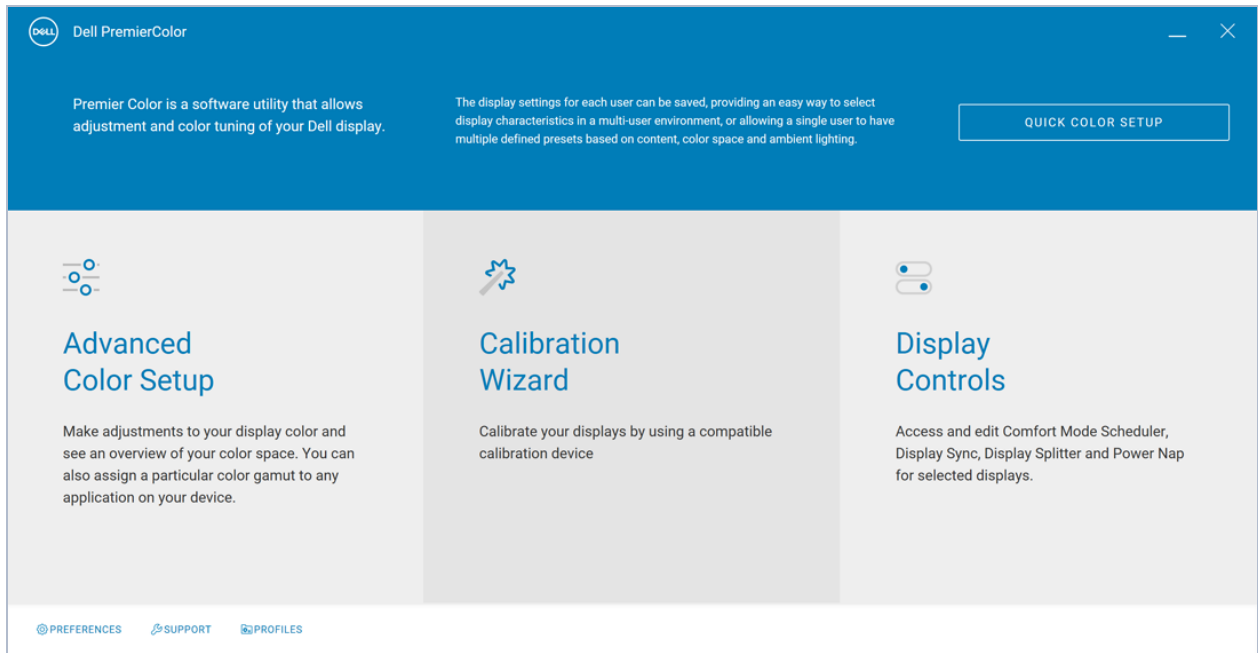 DELL
Dell PremierColor
Premier Color is a software utility that allows
adjustment and color tuning of your Dell display.
The display settings for each user can be saved, providing an easy way to select
display characteristics in a multi-user environment, or allowing a single user to have
multiple defined presets based on content, color space and ambient lighting.
QUICK COLOR SETUP
Advanced
Color Setup
Make adjustments to your display color and
see an overview of your color space. You can
also assign a particular color gamut to any
application on your device.
Calibration
Wizard
Calibrate your displays by using a compatible
calibration device
Display
Controls
Access and edit Comfort Mode Scheduler,
Display Sync, Display Splitter and Power Nap
for selected displays.
PREFERENCES
SUPPORT
PROFILES